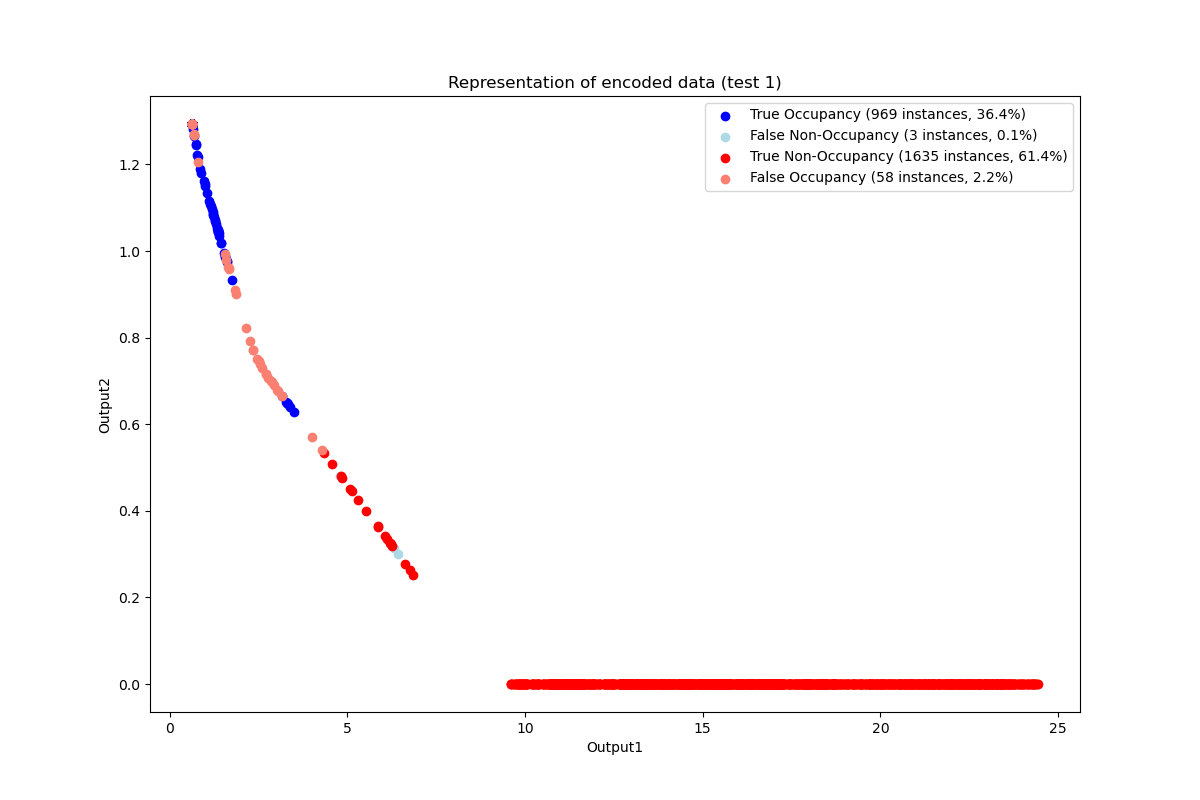 Representation of encoded data (test 1)
True Occupancy (969 instances, 36.4%)
False Non-Occupancy (3 instances, 0.1%)
True Non-Occupancy (1635 instances, 61.4%)
False Occupancy (58 instances, 2.2%)
1.2
1.0
0.8
0.6
0.4
0.2
0.0
Output2
0 5 10 15 20 25
Output1